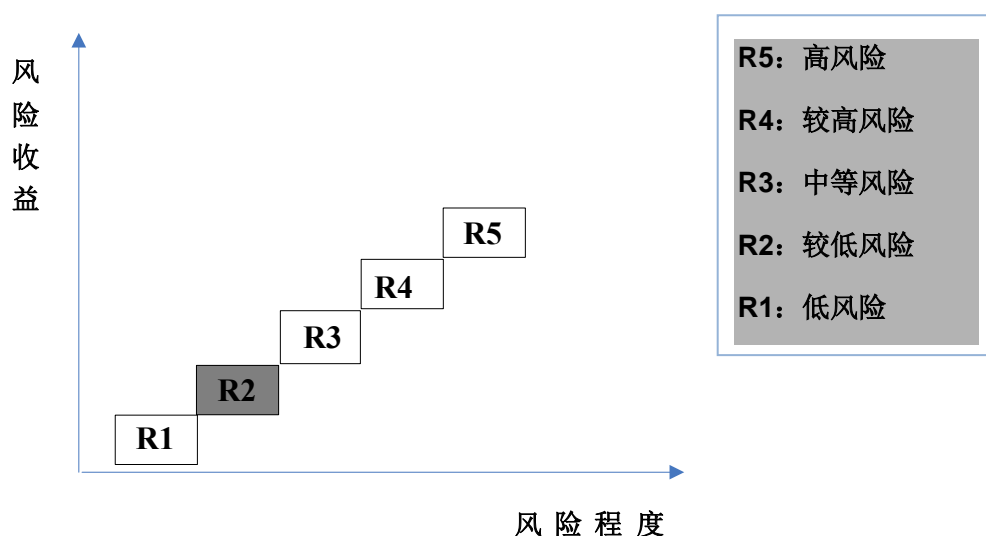 风险收益
R5
R4
R3
R2
R1
风险程度
R5：高风险
R4：较高风险
R3：中等风险
R2：较低风险
R1：低风险